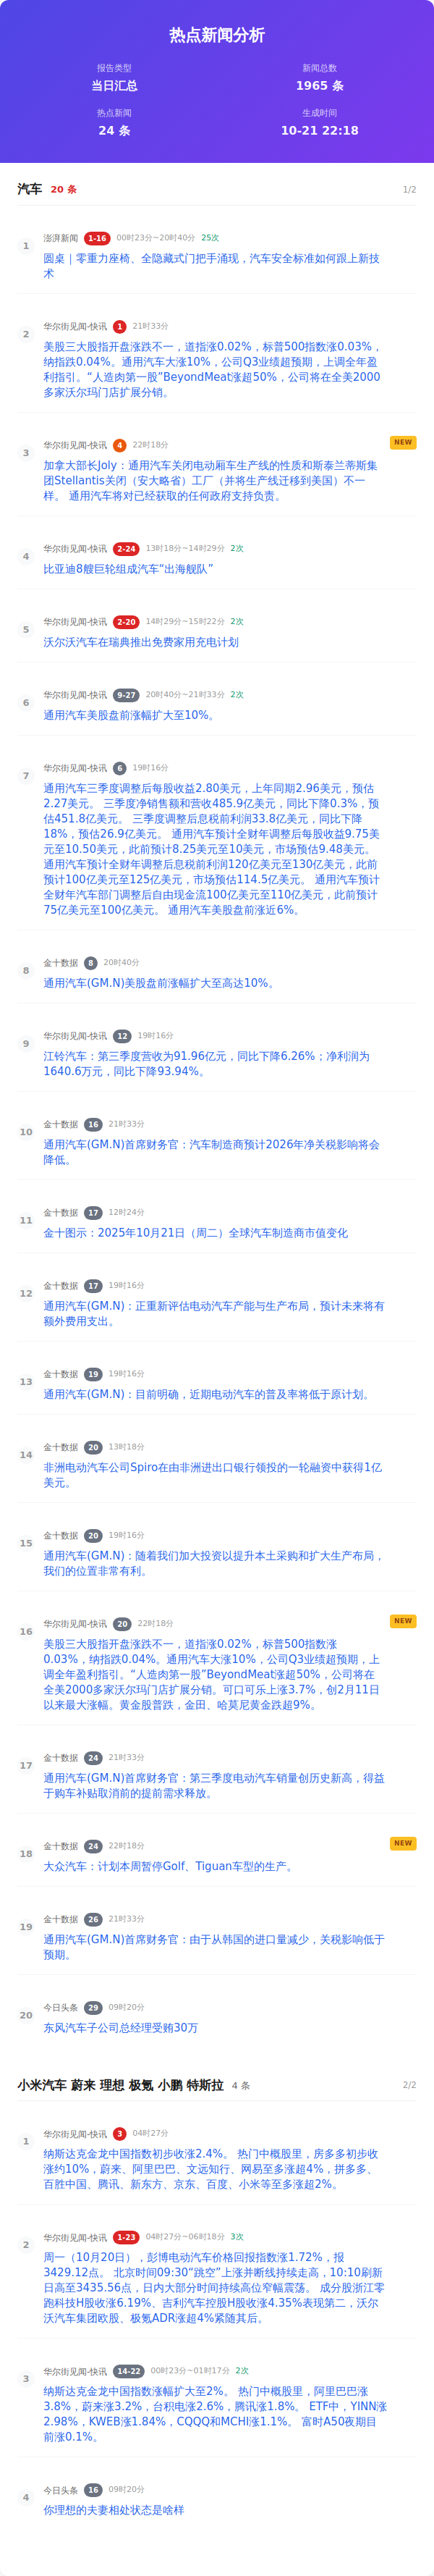 热点新闻分析
报告类型
新闻总数
当日汇总
1965 条
热点新闻
生成时间
24 条
10-21 22:18
汽车 20 条 1/2
1
澎湃新闻 1-16 00时23分~20时40分 25次
圆桌｜零重力座椅、全隐藏式门把手涌现，汽车安全标准如何跟上新技
术
2
华尔街见闻-快讯 1 21时33分
美股三大股指开盘涨跌不一，道指涨0.02%，标普500指数涨0.03%，
纳指跌0.04%。通用汽车大涨10%，公司Q3业绩超预期，上调全年盈
利指引。“人造肉第一股”BeyondMeat涨超50%，公司将在全美2000
多家沃尔玛门店扩展分销。
3
华尔街见闻-快讯 4 22时18分
NEW
加拿大部长Joly：通用汽车关闭电动厢车生产线的性质和斯泰兰蒂斯集
团Stellantis关闭（安大略省）工厂（并将生产线迁移到美国）不一
样。 通用汽车将对已经获取的任何政府支持负责。
4
华尔街见闻-快讯 2-24 13时18分~14时29分 2次
比亚迪8艘巨轮组成汽车“出海舰队”
5
华尔街见闻-快讯 2-20 14时29分~15时22分 2次
沃尔沃汽车在瑞典推出免费家用充电计划
6
华尔街见闻-快讯 9-27 20时40分~21时33分 2次
通用汽车美股盘前涨幅扩大至10%。
7
华尔街见闻-快讯 6 19时16分
通用汽车三季度调整后每股收益2.80美元，上年同期2.96美元，预估
2.27美元。 三季度净销售额和营收485.9亿美元，同比下降0.3%，预
估451.8亿美元。 三季度调整后息税前利润33.8亿美元，同比下降
18%，预估26.9亿美元。 通用汽车预计全财年调整后每股收益9.75美
元至10.50美元，此前预计8.25美元至10美元，市场预估9.48美元。
通用汽车预计全财年调整后息税前利润120亿美元至130亿美元，此前
预计100亿美元至125亿美元，市场预估114.5亿美元。 通用汽车预计
全财年汽车部门调整后自由现金流100亿美元至110亿美元，此前预计
75亿美元至100亿美元。 通用汽车美股盘前涨近6%。
8
金十数据 8 20时40分
通用汽车(GM.N)美股盘前涨幅扩大至高达10%。
9
华尔街见闻-快讯 12 19时16分
江铃汽车：第三季度营收为91.96亿元，同比下降6.26%；净利润为
1640.6万元，同比下降93.94%。
10
金十数据 16 21时33分
通用汽车(GM.N)首席财务官：汽车制造商预计2026年净关税影响将会
降低。
11
金十数据 17 12时24分
金十图示：2025年10月21日（周二）全球汽车制造商市值变化
12
金十数据 17 19时16分
通用汽车(GM.N)：正重新评估电动汽车产能与生产布局，预计未来将有
额外费用支出。
13
金十数据 19 19时16分
通用汽车(GM.N)：目前明确，近期电动汽车的普及率将低于原计划。
14
金十数据 20 13时18分
非洲电动汽车公司Spiro在由非洲进出口银行领投的一轮融资中获得1亿
美元。
15
金十数据 20 19时16分
通用汽车(GM.N)：随着我们加大投资以提升本土采购和扩大生产布局，
我们的位置非常有利。
16
华尔街见闻-快讯 20 22时18分
NEW
美股三大股指开盘涨跌不一，道指涨0.02%，标普500指数涨
0.03%，纳指跌0.04%。通用汽车大涨10%，公司Q3业绩超预期，上
调全年盈利指引。“人造肉第一股”BeyondMeat涨超50%，公司将在
全美2000多家沃尔玛门店扩展分销。可口可乐上涨3.7%，创2月11日
以来最大涨幅。黄金股普跌，金田、哈莫尼黄金跌超9%。
17
金十数据 24 21时33分
通用汽车(GM.N)首席财务官：第三季度电动汽车销量创历史新高，得益
于购车补贴取消前的提前需求释放。
18
金十数据 24 22时18分
NEW
大众汽车：计划本周暂停Golf、Tiguan车型的生产。
19
金十数据 26 21时33分
通用汽车(GM.N)首席财务官：由于从韩国的进口量减少，关税影响低于
预期。
20
今日头条 29 09时20分
东风汽车子公司总经理受贿30万
小米汽车 蔚来 理想 极氪 小鹏 特斯拉 4 条 2/2
1
华尔街见闻-快讯 3 04时27分
纳斯达克金龙中国指数初步收涨2.4%。 热门中概股里，房多多初步收
涨约10%，蔚来、阿里巴巴、文远知行、网易至多涨超4%，拼多多、
百胜中国、腾讯、新东方、京东、百度、小米等至多涨超2%。
2
华尔街见闻-快讯 1-23 04时27分~06时18分 3次
周一（10月20日），彭博电动汽车价格回报指数涨1.72%，报
3429.12点。 北京时间09:30“跳空”上涨并断线持续走高，10:10刷新
日高至3435.56点，日内大部分时间持续高位窄幅震荡。 成分股浙江零
跑科技H股收涨6.19%、吉利汽车控股H股收涨4.35%表现第二，沃尔
沃汽车集团欧股、极氪ADR涨超4%紧随其后。
3
华尔街见闻-快讯 14-22 00时23分~01时17分 2次
纳斯达克金龙中国指数涨幅扩大至2%。 热门中概股里，阿里巴巴涨
3.8%，蔚来涨3.2%，台积电涨2.6%，腾讯涨1.8%。 ETF中，YINN涨
2.98%，KWEB涨1.84%，CQQQ和MCHI涨1.1%。 富时A50夜期目
前涨0.1%。
4
今日头条 16 09时20分
你理想的夫妻相处状态是啥样